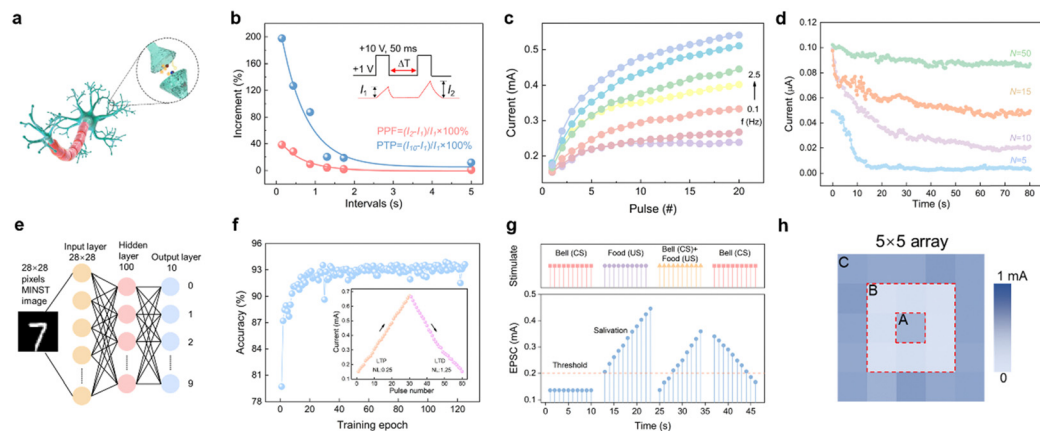 a
b
200
160
120
80
40
0
Increment (%)
0
1
2
3
4
5
Intervals (s)
+10 V, 50 ms
+1 V
ΔT
I1
I2
PPF=(I2-I1)/I1×100%
PTP=(I10-I1)/I1×100%
c
0.5
0.4
0.3
0.2
Current (mA)
0
5
10
15
20
Pulse (#)
2.5
0.1
f (Hz)
d
0.12
0.10
0.08
0.06
0.04
0.02
0.00
Current (μA)
0
10
20
30
40
50
60
70
80
Time (s)
N=50
N=15
N=10
N=5
e
Input layer
28×28
Hidden
layer
100
Output layer
10
28×28
pixels
MINST
image
7
0
1
2
9
f
96
93
90
87
84
81
78
Accuracy (%)
0
20
40
60
80
100
120
Training epoch
Current (mA)
0.7
0.6
0.5
0.4
0.3
0.2
0.1
LTP
NL:0.25
LTD
NL:1.25
0
10
20
30
40
50
60
Pulse number
g
Stimulate
Bell (CS)
Food (US)
Bell (CS)+
Food (US)
Bell (CS)
EPSC (mA)
0.5
0.4
0.3
0.2
0.1
Salivation
Threshold
0
10
20
30
40
Time (s)
h
5×5 array
C
B
A
1 mA
0